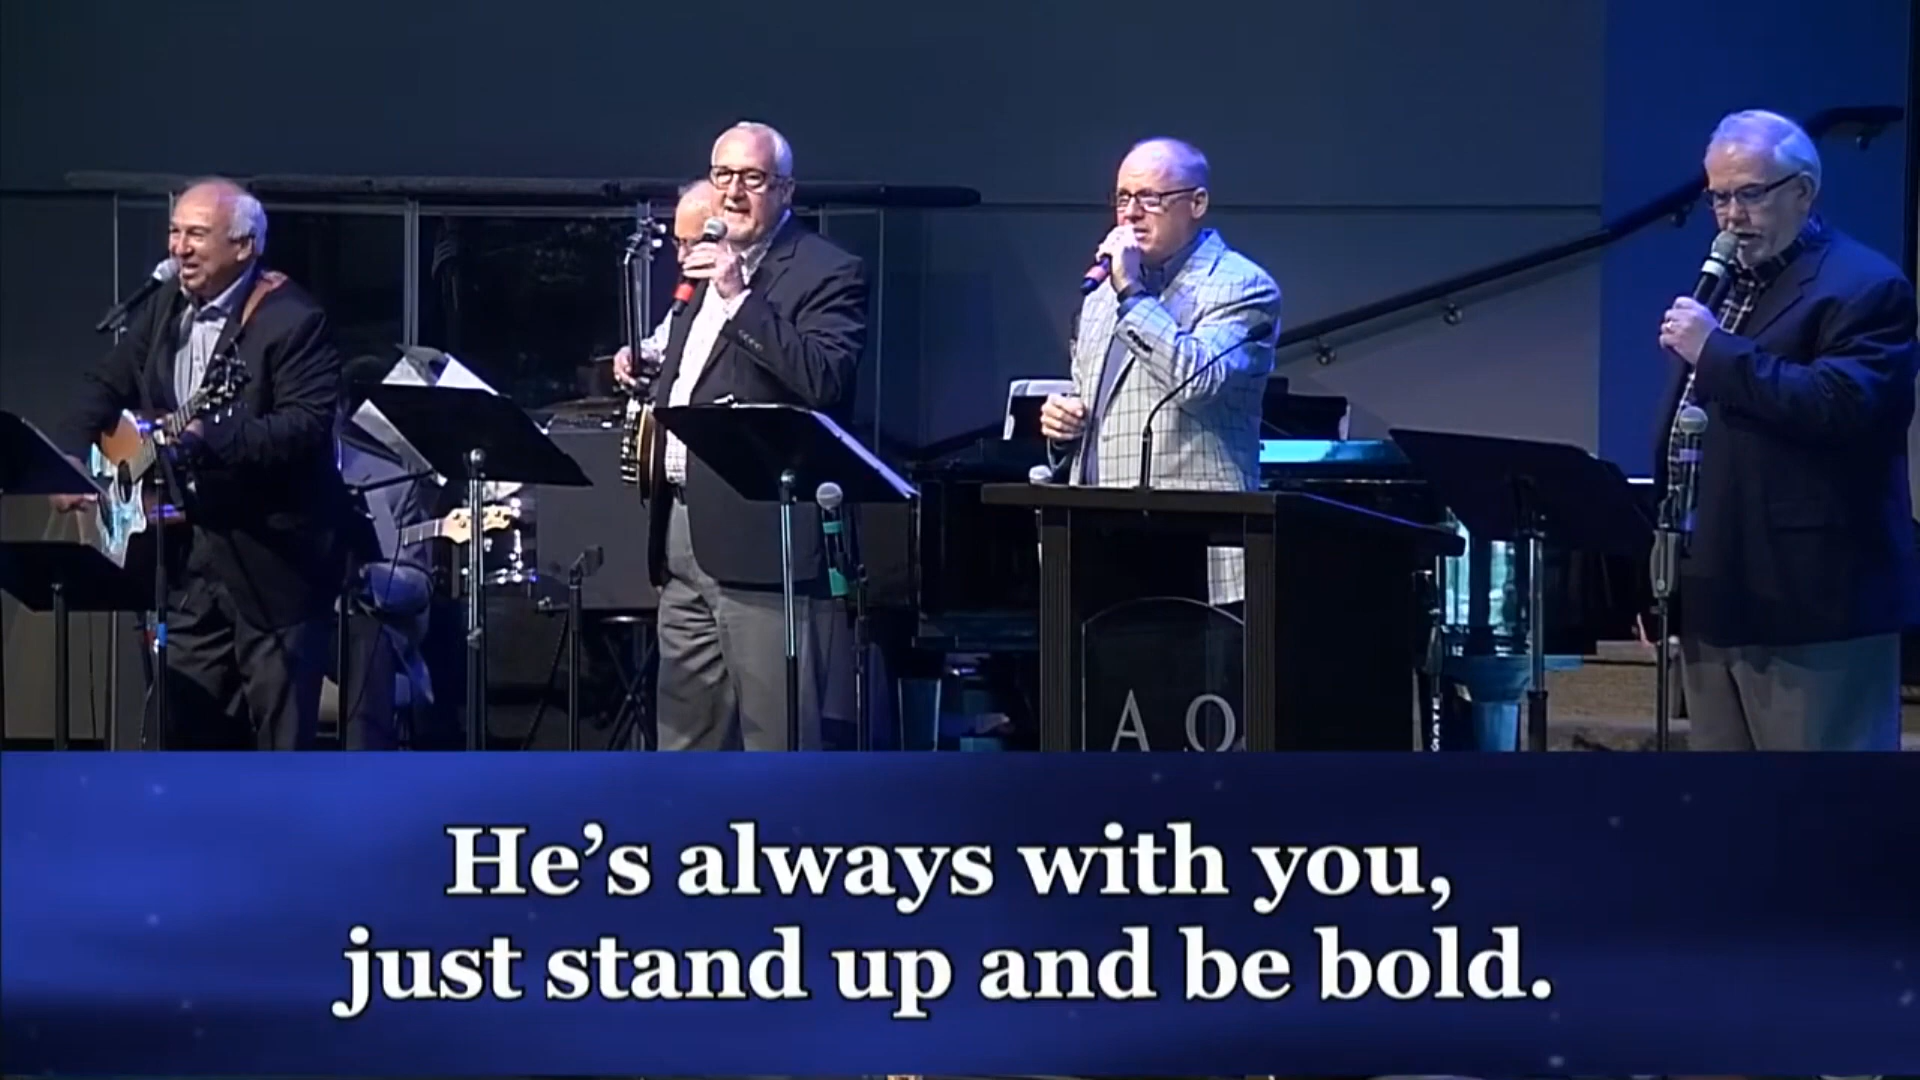 A Ω
He's always with you,
just stand up and be bold.